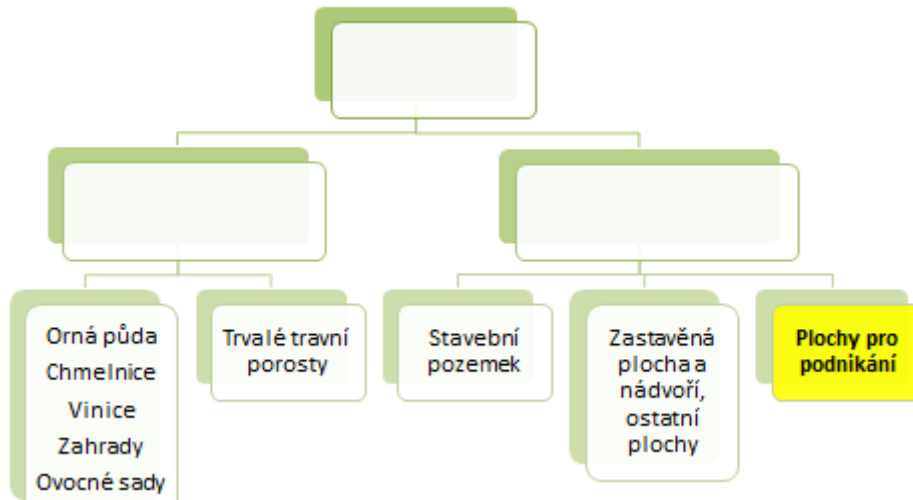 Orná půda
Chmelnice
Vinice
Zahrady
Ovocné sady
Trvalé travní
porosty
Stavební
pozemek
Zastavěná
plocha a
nádvoří,
ostatní
plochy
Plochy pro
podnikání